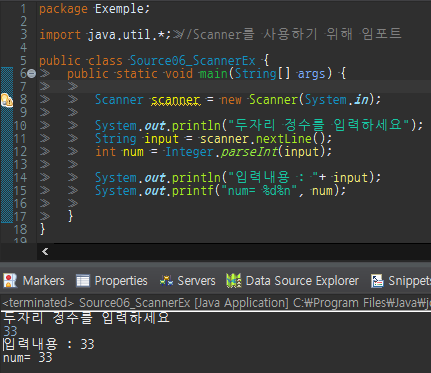 1 package Exemple;
2
3 import java.util.*;//Scanner를 사용하기 위해 임포트
4
5 public class Source06_ScannerEx {
6 public static void main(String[] args) {
7
8 Scanner scanner = new Scanner(System.in);
9
10 System.out.println("두자리 정수를 입력하세요");
11 String input = scanner.nextLine();
12 int num = Integer.parseInt(input);
13
14 System.out.println("입력내용 : "+ input);
15 System.out.printf("num= %d%n", num);
16
17 }
18 }
19
Markers Properties Servers Data Source Explorer Snippets
<terminated> Source06_ScannerEx [Java Application] C:₩Program Files₩Java₩j
두자리 정수를 입력하세요
33
입력내용 : 33
num= 33